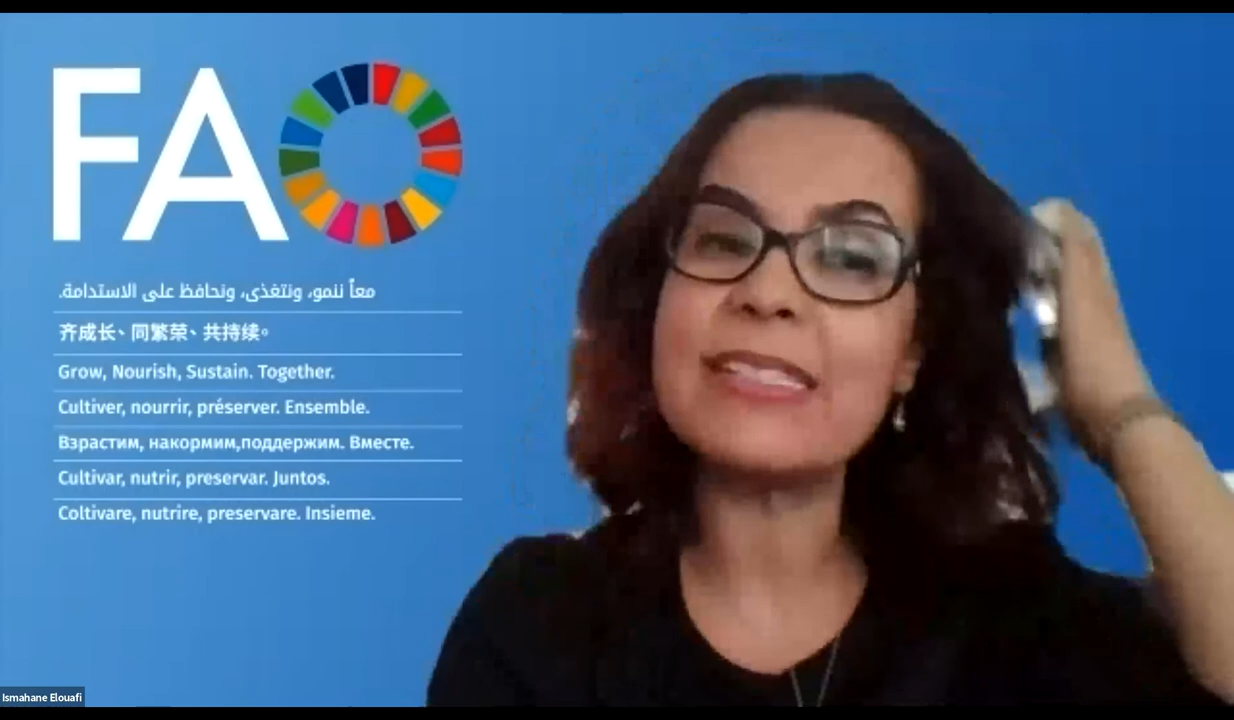 FAO
معاً ننمو، ونتغذى، ونحافظ على الاستدامة.
齐成长、同繁荣、共持续。
Grow, Nourish, Sustain. Together.
Cultiver, nourrir, préserver. Ensemble.
Взрастим, накормим,поддержим. Вместе.
Cultivar, nutrir, preservar. Juntos.
Coltivare, nutrire, preservare. Insieme.
Ismahane Elouafi